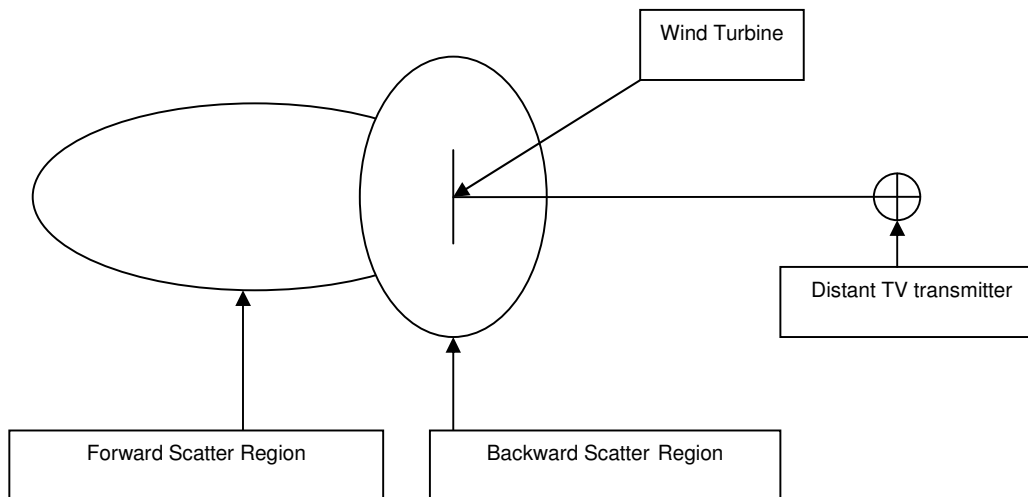 Wind Turbine
Distant TV transmitter
Forward Scatter Region
Backward Scatter Region